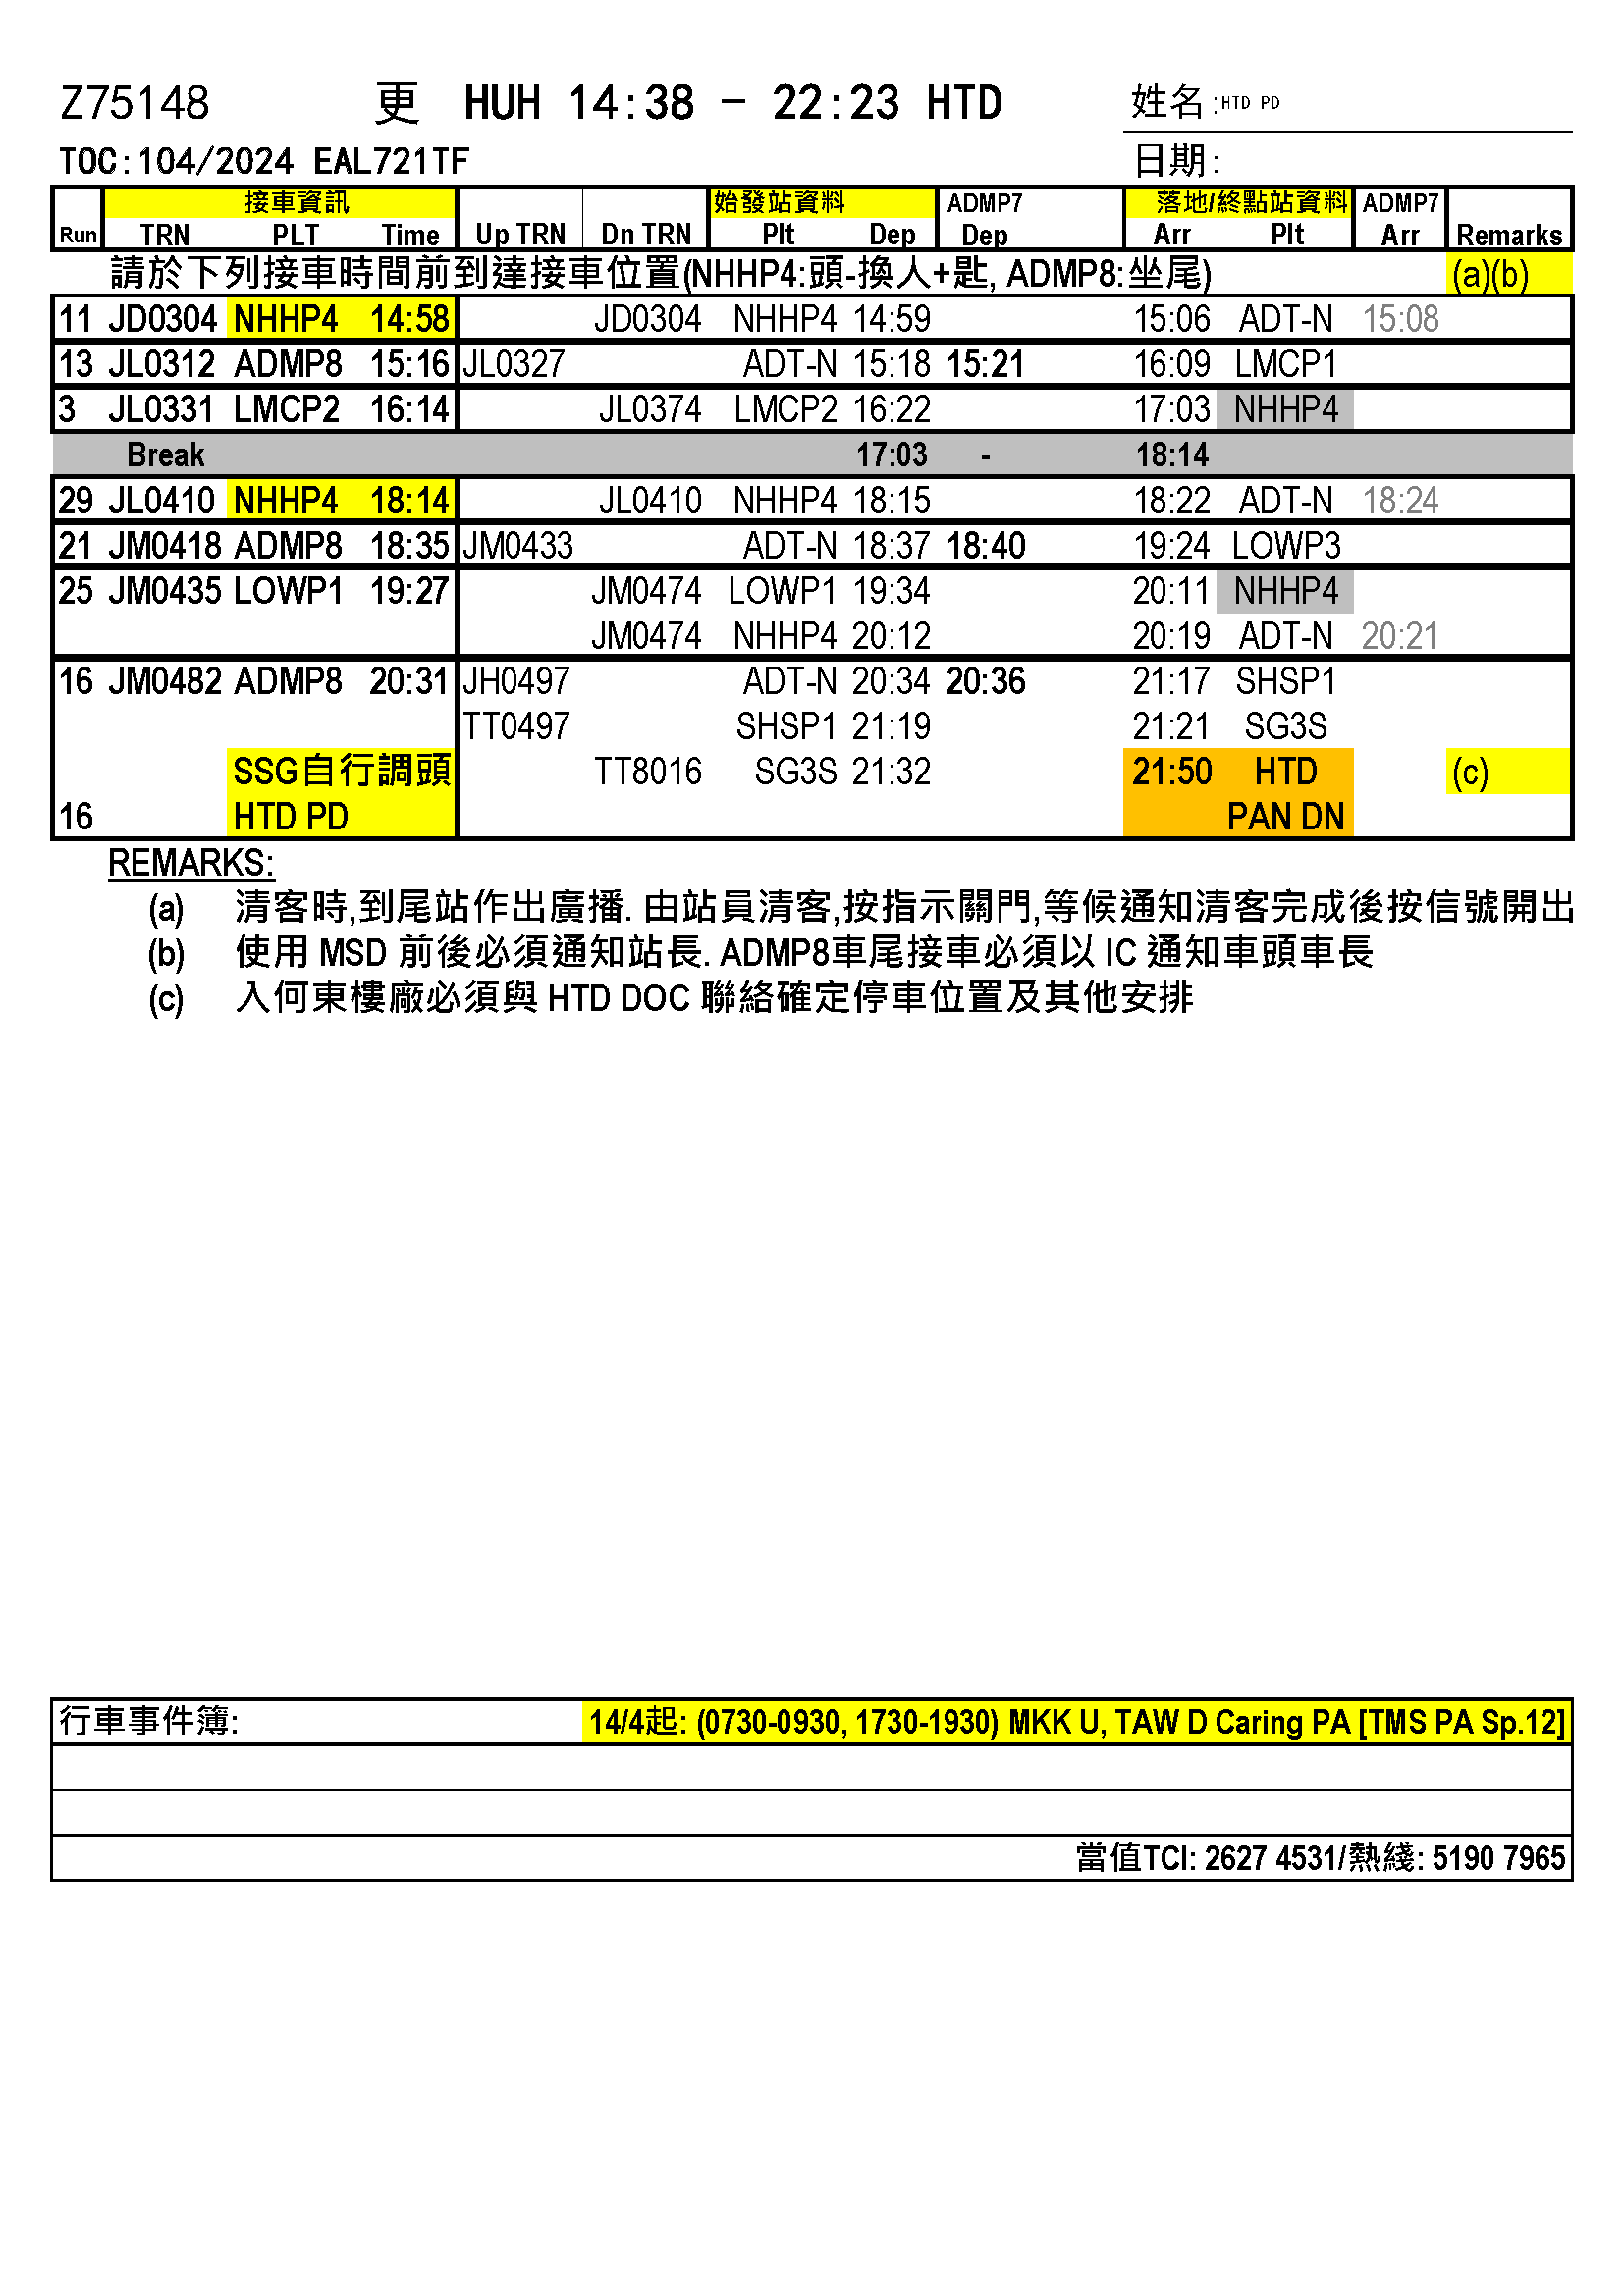 Z75148 更 HUH 14:38 - 22:23 HTD 姓名:HTD PD
TOC:104/2024 EAL721TF 日期:
接車資訊 始發站資料 ADMP7 落地/終點站資料 ADMP7
Run TRN PLT Time Up TRN Dn TRN Plt Dep Dep Arr Plt Arr Remarks
請於下列接車時間前到達接車位置(NHHP4:頭-換人+匙, ADMP8:坐尾) (a)(b)
11 JD0304 NHHP4 14:58 JD0304 NHHP4 14:59 15:06 ADT-N 15:08
13 JL0312 ADMP8 15:16 JL0327 ADT-N 15:18 15:21 16:09 LMCP1
3 JL0331 LMCP2 16:14 JL0374 LMCP2 16:22 17:03 NHHP4
Break 17:03 - 18:14
29 JL0410 NHHP4 18:14 JL0410 NHHP4 18:15 18:22 ADT-N 18:24
21 JM0418 ADMP8 18:35 JM0433 ADT-N 18:37 18:40 19:24 LOWP3
25 JM0435 LOWP1 19:27 JM0474 LOWP1 19:34 20:11 NHHP4
JM0474 NHHP4 20:12 20:19 ADT-N 20:21
16 JM0482 ADMP8 20:31 JH0497 ADT-N 20:34 20:36 21:17 SHSP1
TT0497 SHSP1 21:19 21:21 SG3S
SSG自行調頭 TT8016 SG3S 21:32 21:50 HTD (c)
16 HTD PD PAN DN
REMARKS:
(a) 清客時,到尾站作出廣播. 由站員清客,按指示關門,等候通知清客完成後按信號開出
(b) 使用 MSD 前後必須通知站長. ADMP8車尾接車必須以 IC 通知車頭車長
(c) 入何東樓廠必須與 HTD DOC 聯絡確定停車位置及其他安排
行車事件簿: 14/4起: (0730-0930, 1730-1930) MKK U, TAW D Caring PA [TMS PA Sp.12]
當值TCI: 2627 4531/熱綫: 5190 7965